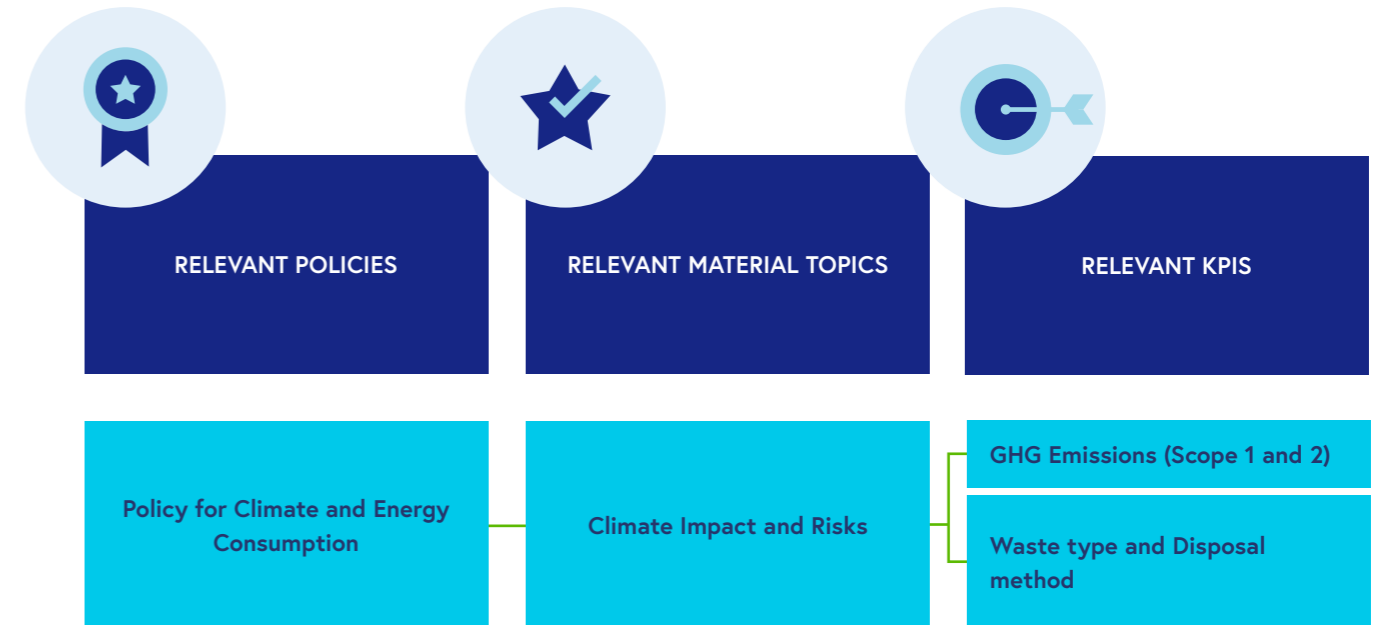 RELEVANT POLICIES
RELEVANT MATERIAL TOPICS
RELEVANT KPIS
Policy for Climate and Energy
Consumption
Climate Impact and Risks
GHG Emissions (Scope 1 and 2)
Waste type and Disposal
method